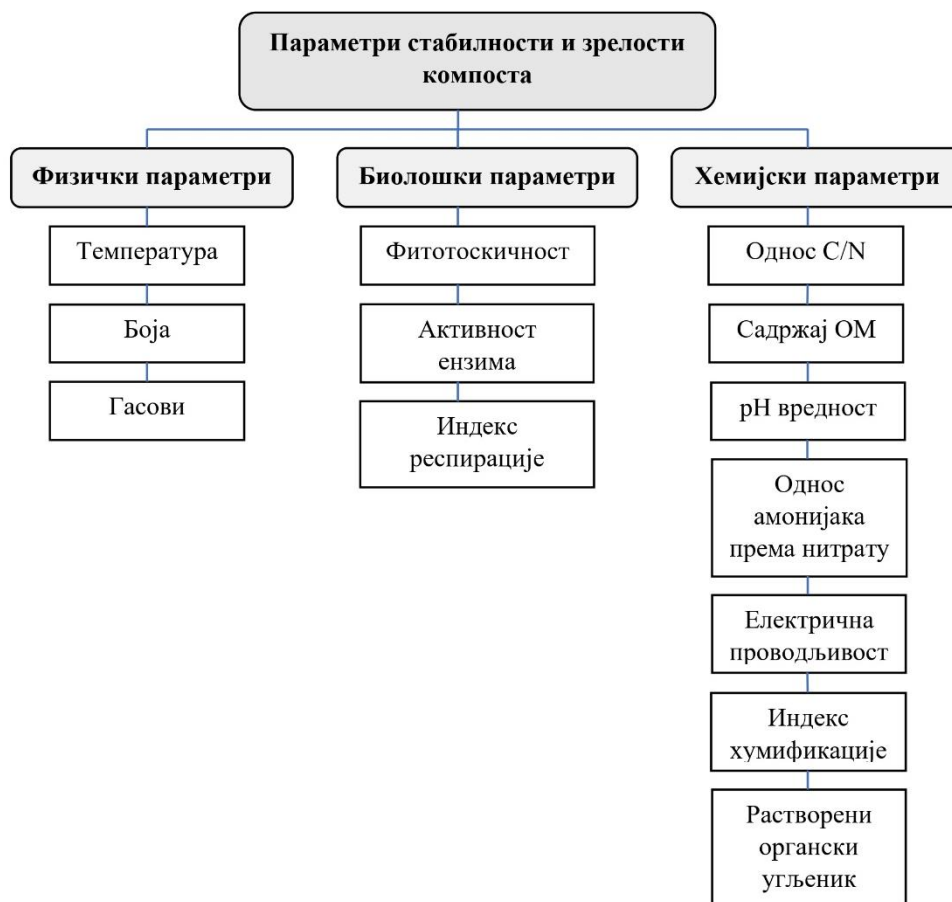 Параметри стабилности и зрелости
компоста
Физички параметри
Биолошки параметри
Хемијски параметри
Температура
Боја
Гасови
Фитотоскичност
Активност
ензима
Индекс
респирације
Однос C/N
Садржај ОМ
pH вредност
Однос
амонијака
према нитрату
Електрична
проводљивост
Индекс
хумификације
Растворени
органски
угљеник